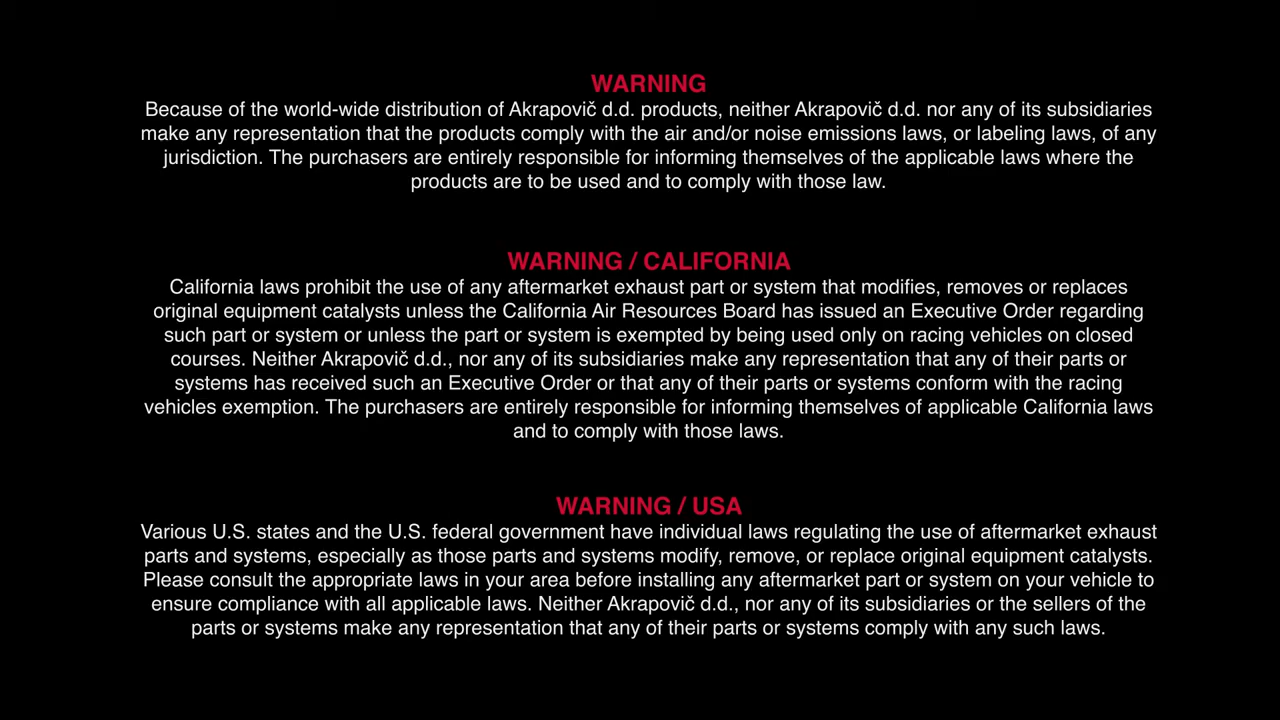 WARNING
Because of the world-wide distribution of Akrapovič d.d. products, neither Akrapovič d.d. nor any of its subsidiaries
make any representation that the products comply with the air and/or noise emissions laws, or labeling laws, of any
jurisdiction. The purchasers are entirely responsible for informing themselves of the applicable laws where the
products are to be used and to comply with those law.
WARNING / CALIFORNIA
California laws prohibit the use of any aftermarket exhaust part or system that modifies, removes or replaces
original equipment catalysts unless the California Air Resources Board has issued an Executive Order regarding
such part or system or unless the part or system is exempted by being used only on racing vehicles on closed
courses. Neither Akrapovič d.d., nor any of its subsidiaries make any representation that any of their parts or
systems has received such an Executive Order or that any of their parts or systems conform with the racing
vehicles exemption. The purchasers are entirely responsible for informing themselves of applicable California laws
and to comply with those laws.
WARNING / USA
Various U.S. states and the U.S. federal government have individual laws regulating the use of aftermarket exhaust
parts and systems, especially as those parts and systems modify, remove, or replace original equipment catalysts.
Please consult the appropriate laws in your area before installing any aftermarket part or system on your vehicle to
ensure compliance with all applicable laws. Neither Akrapovič d.d., nor any of its subsidiaries or the sellers of the
parts or systems make any representation that any of their parts or systems comply with any such laws.